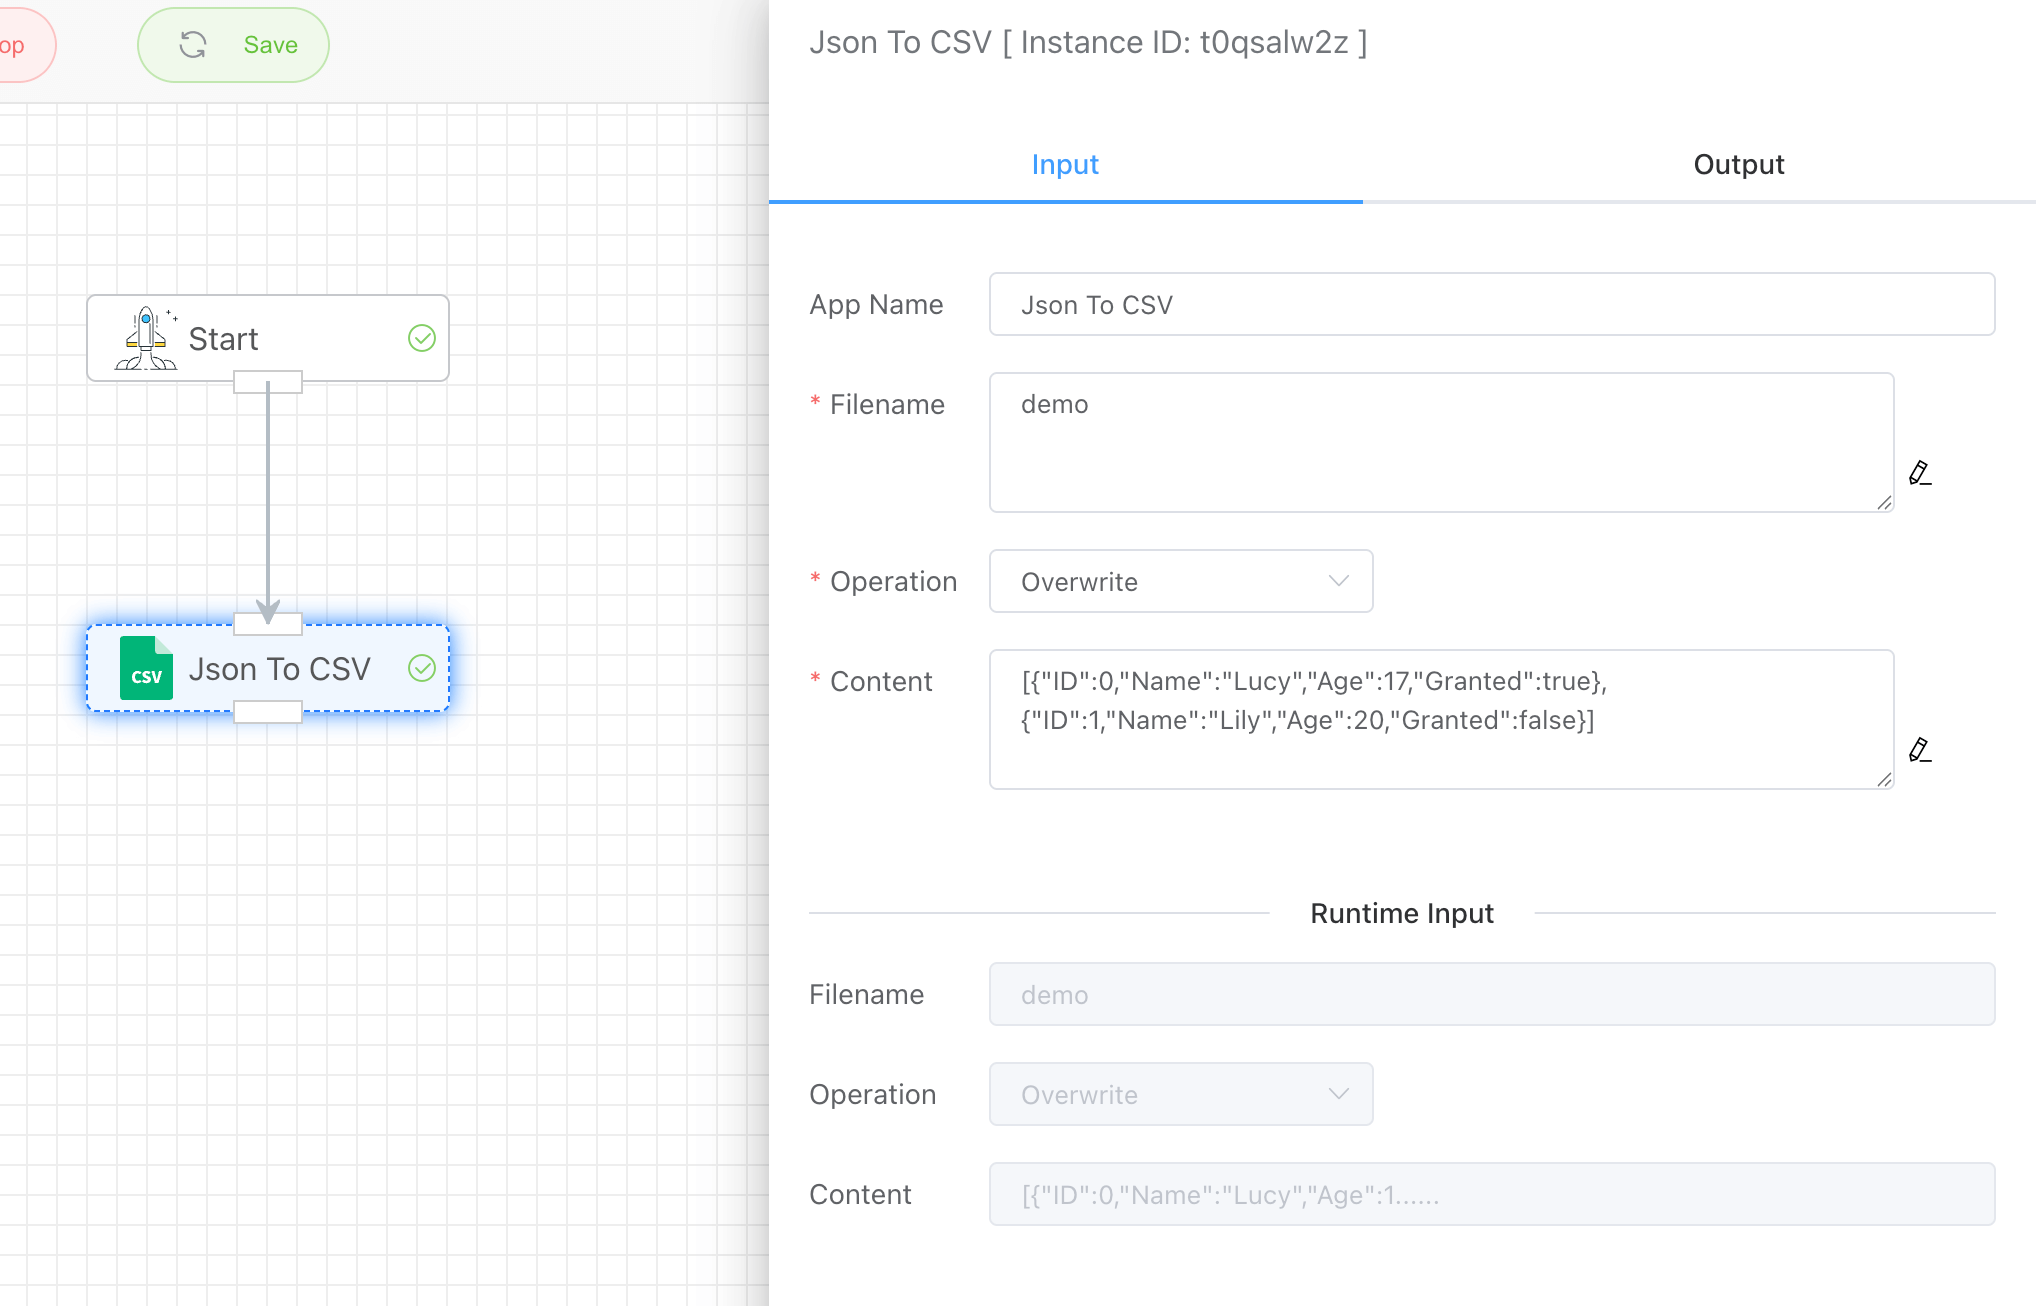 op
Save
Start
CSV
Json To CSV
Json To CSV [ Instance ID: t0qsalw2z ]
Input
Output
App Name
Json To CSV
* Filename
demo
* Operation
Overwrite
* Content
[{"ID":0,"Name":"Lucy","Age":17,"Granted":true},
{"ID":1,"Name":"Lily","Age":20,"Granted":false}]
Runtime Input
Filename
demo
Operation
Overwrite
Content
[{"ID":0,"Name":"Lucy","Age":1......